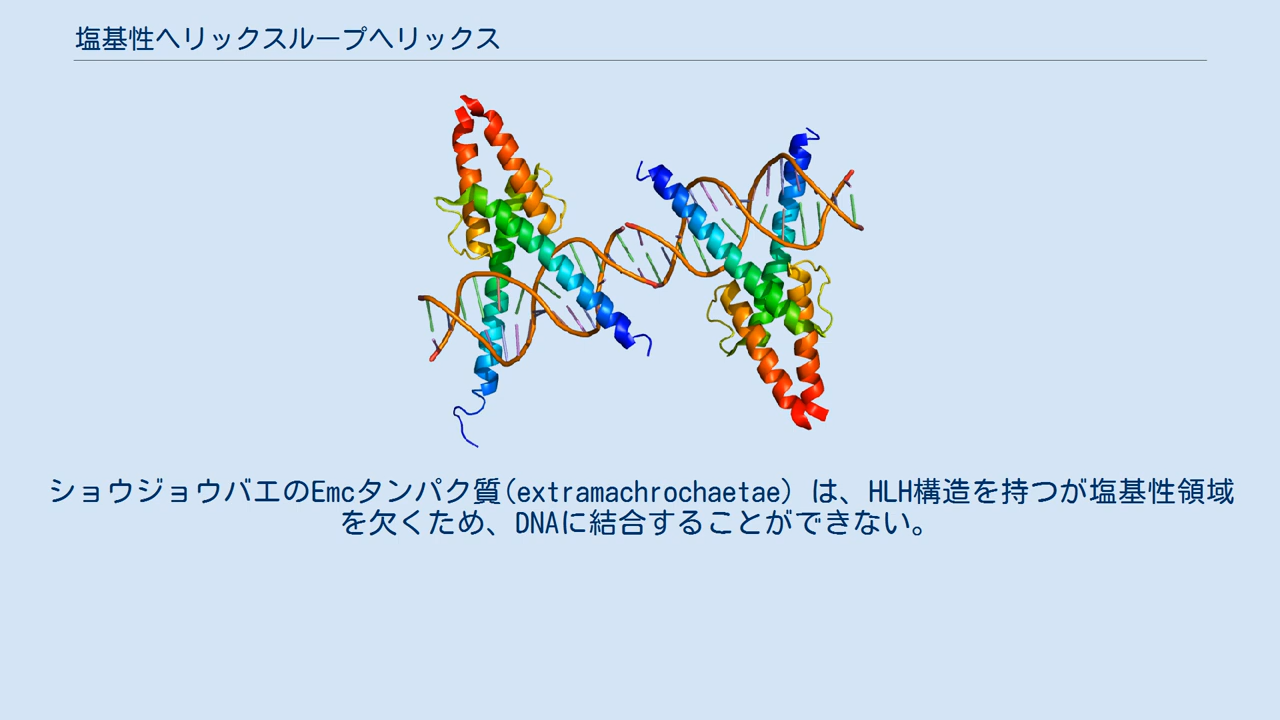 塩基性ヘリックスループヘリックス
ショウジョウバエのEmcタンパク質(extramachrochaetae) は、HLH構造を持つが塩基性領域
を欠くため、DNAに結合することができない。